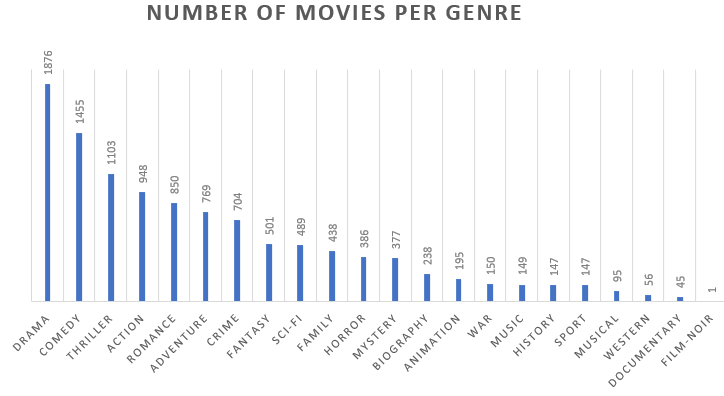 NUMBER OF MOVIES PER GENRE
1876
1455
1103
948
850
769
704
501
489
438
386
377
238
195
150
149
147
147
95
56
45
1
DRAMA
COMEDY
THRILLER
ACTION
ROMANCE
ADVENTURE
CRIME
FANTASY
SCI-FI
FAMILY
HORROR
MYSTERY
BIOGRAPHY
ANIMATION
WAR
MUSIC
HISTORY
SPORT
MUSICAL
WESTERN
DOCUMENTARY
FILM-NOIR